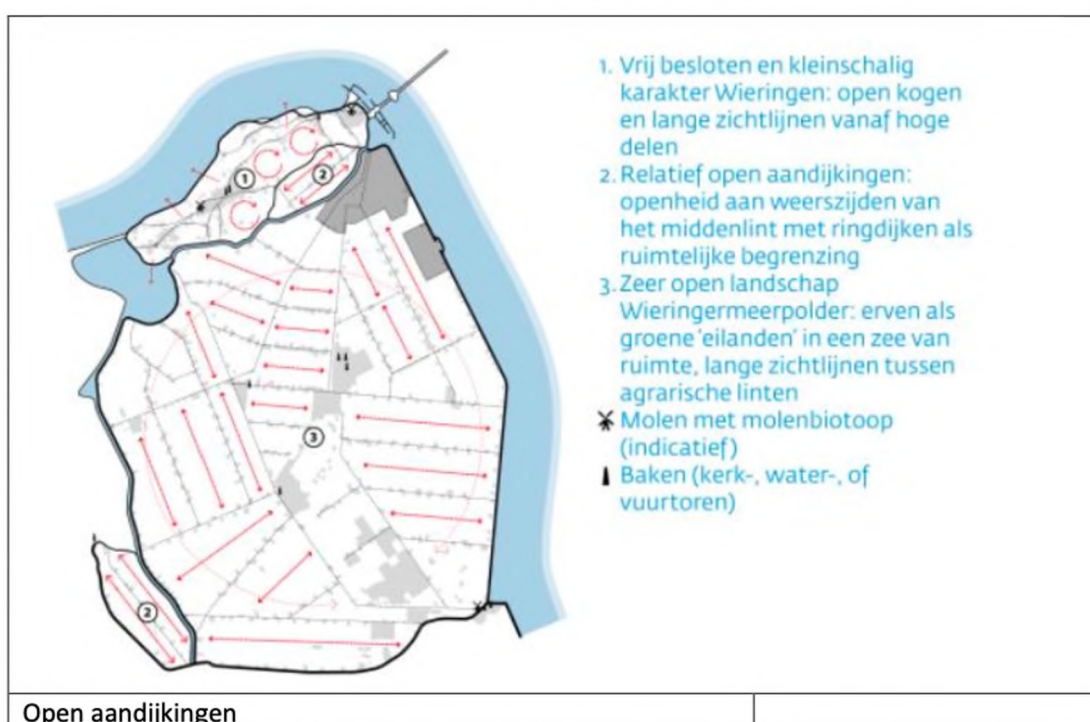 1
2
3
2
1. Vrij besloten en kleinschalig
karakter Wieringen: open kogen
en lange zichtlijnen vanaf hoge
delen
2. Relatief open aandijkingen:
openheid aan weerszijden van
het middenlint met ringdijken als
ruimtelijke begrenzing
3. Zeer open landschap
Wieringermeerpolder: erven als
groene 'eilanden' in een zee van
ruimte, lange zichtlijnen tussen
agrarische linten
Molen met molenbiotoop
(indicatief)
Baken (kerk-, water-, of
vuurtoren)
Open aandijkingen